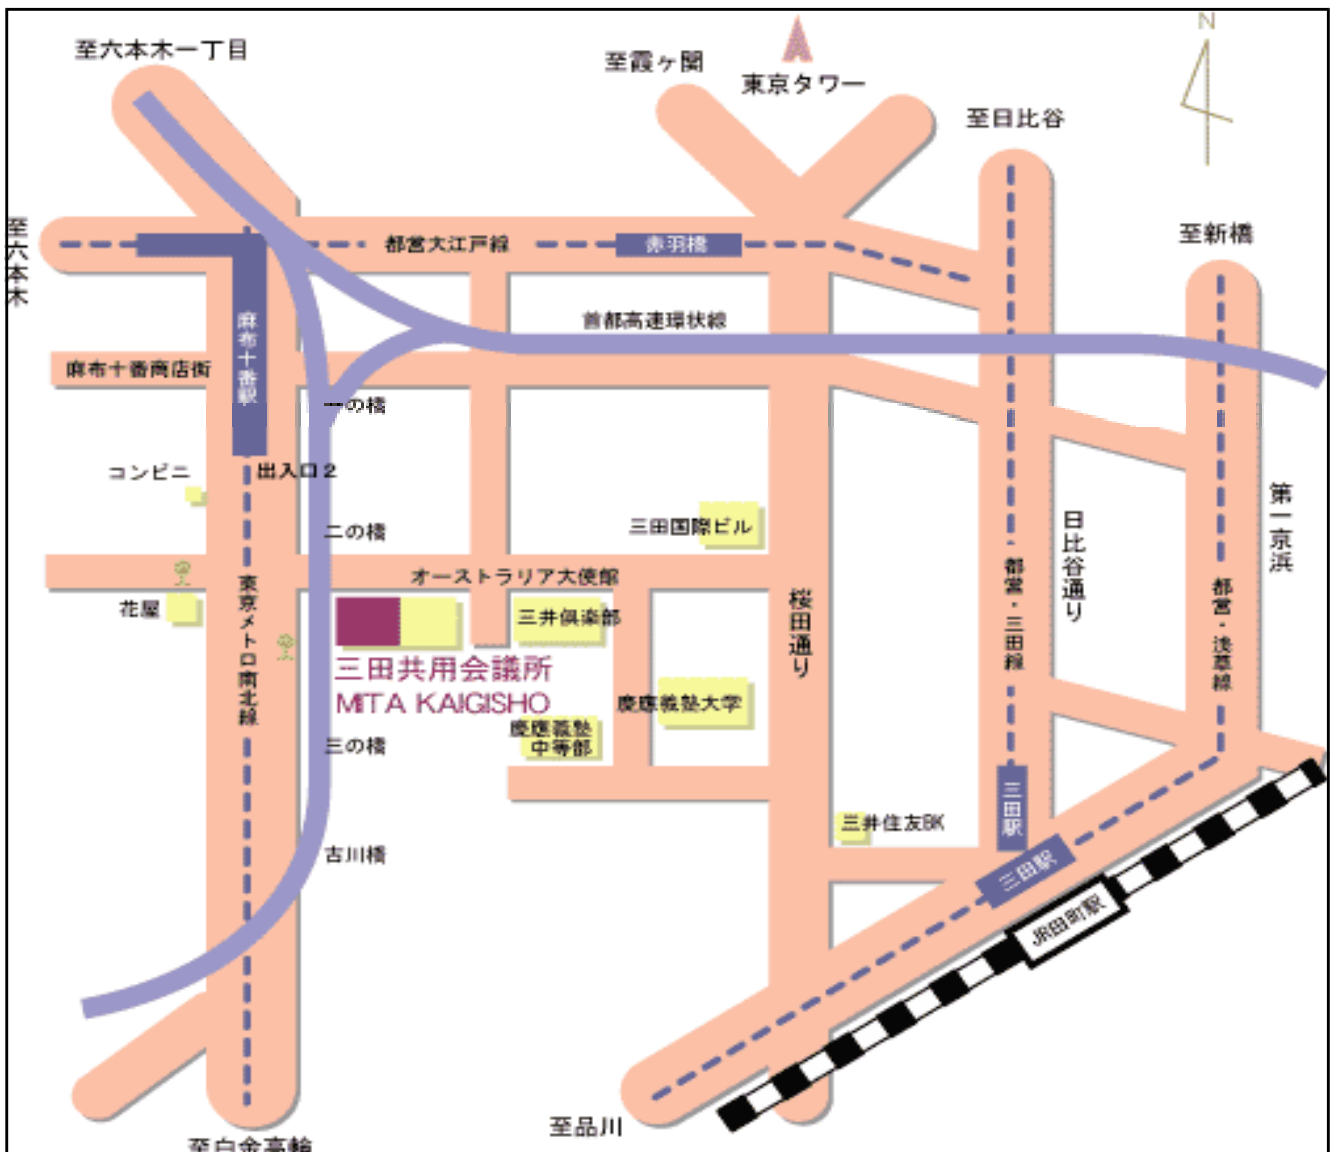 N
至六本木一丁目
至霞ヶ関
東京タワー
至日比谷
至六本木
至新橋
都営大江戸線
赤羽橋
首都高速環状線
麻布十番駅
麻布十番商店街
一の橋
コンビニ
出入口2
二の橋
三田国際ビル
第一京浜
日比谷通り
オーストラリア大使館
都営・三田線
都営・浅草線
東京メトロ南北線
桜田通り
花屋
三井倶楽部
三田共用会議所
MITA KAIGISHO
慶應義塾大学
慶應義塾
中等部
三の橋
三田駅
三井住友BK
古川橋
三田駅
JR田町駅
至品川
至白金高輪